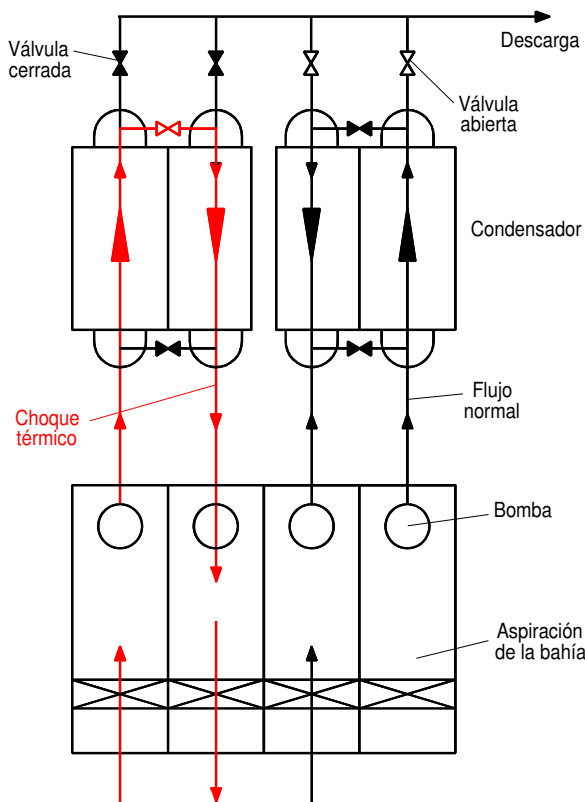 Descarga
Válvula
cerrada
Válvula
abierta
Condensador
Choque
térmico
Flujo
normal
Bomba
Aspiración
de la bahía